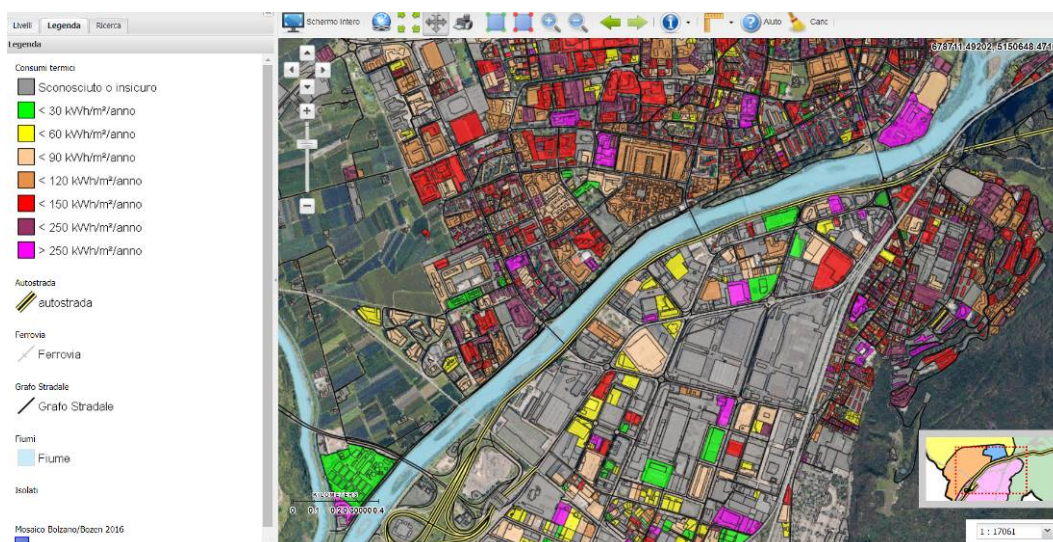 Livelli Legenda Ricerca
Schermo Intero Aiuto Canc
Legenda
678711.49202, 5150648.4710
Consumi termici
Sconosciuto o insicuro
< 30 kWh/m²/anno
< 60 kWh/m²/anno
< 90 kWh/m²/anno
< 120 kWh/m²/anno
< 150 kWh/m²/anno
< 250 kWh/m²/anno
> 250 kWh/m²/anno
Autostrada
autostrada
Ferrovia
Ferrovia
Grafo Stradale
Grafo Stradale
Fiumi
Fiume
Isolati
Mosaico Bolzano/Bozen 2016
KILOMETERS
1 : 17061